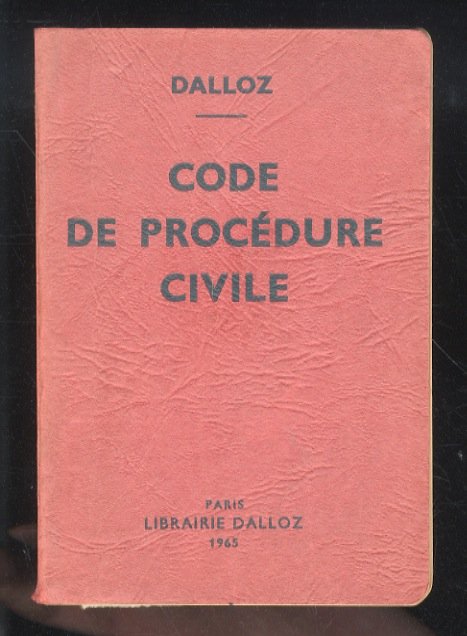 DALLOZ
CODE
DE PROCÉDURE
CIVILE
PARIS
LIBRAIRIE DALLOZ
1965